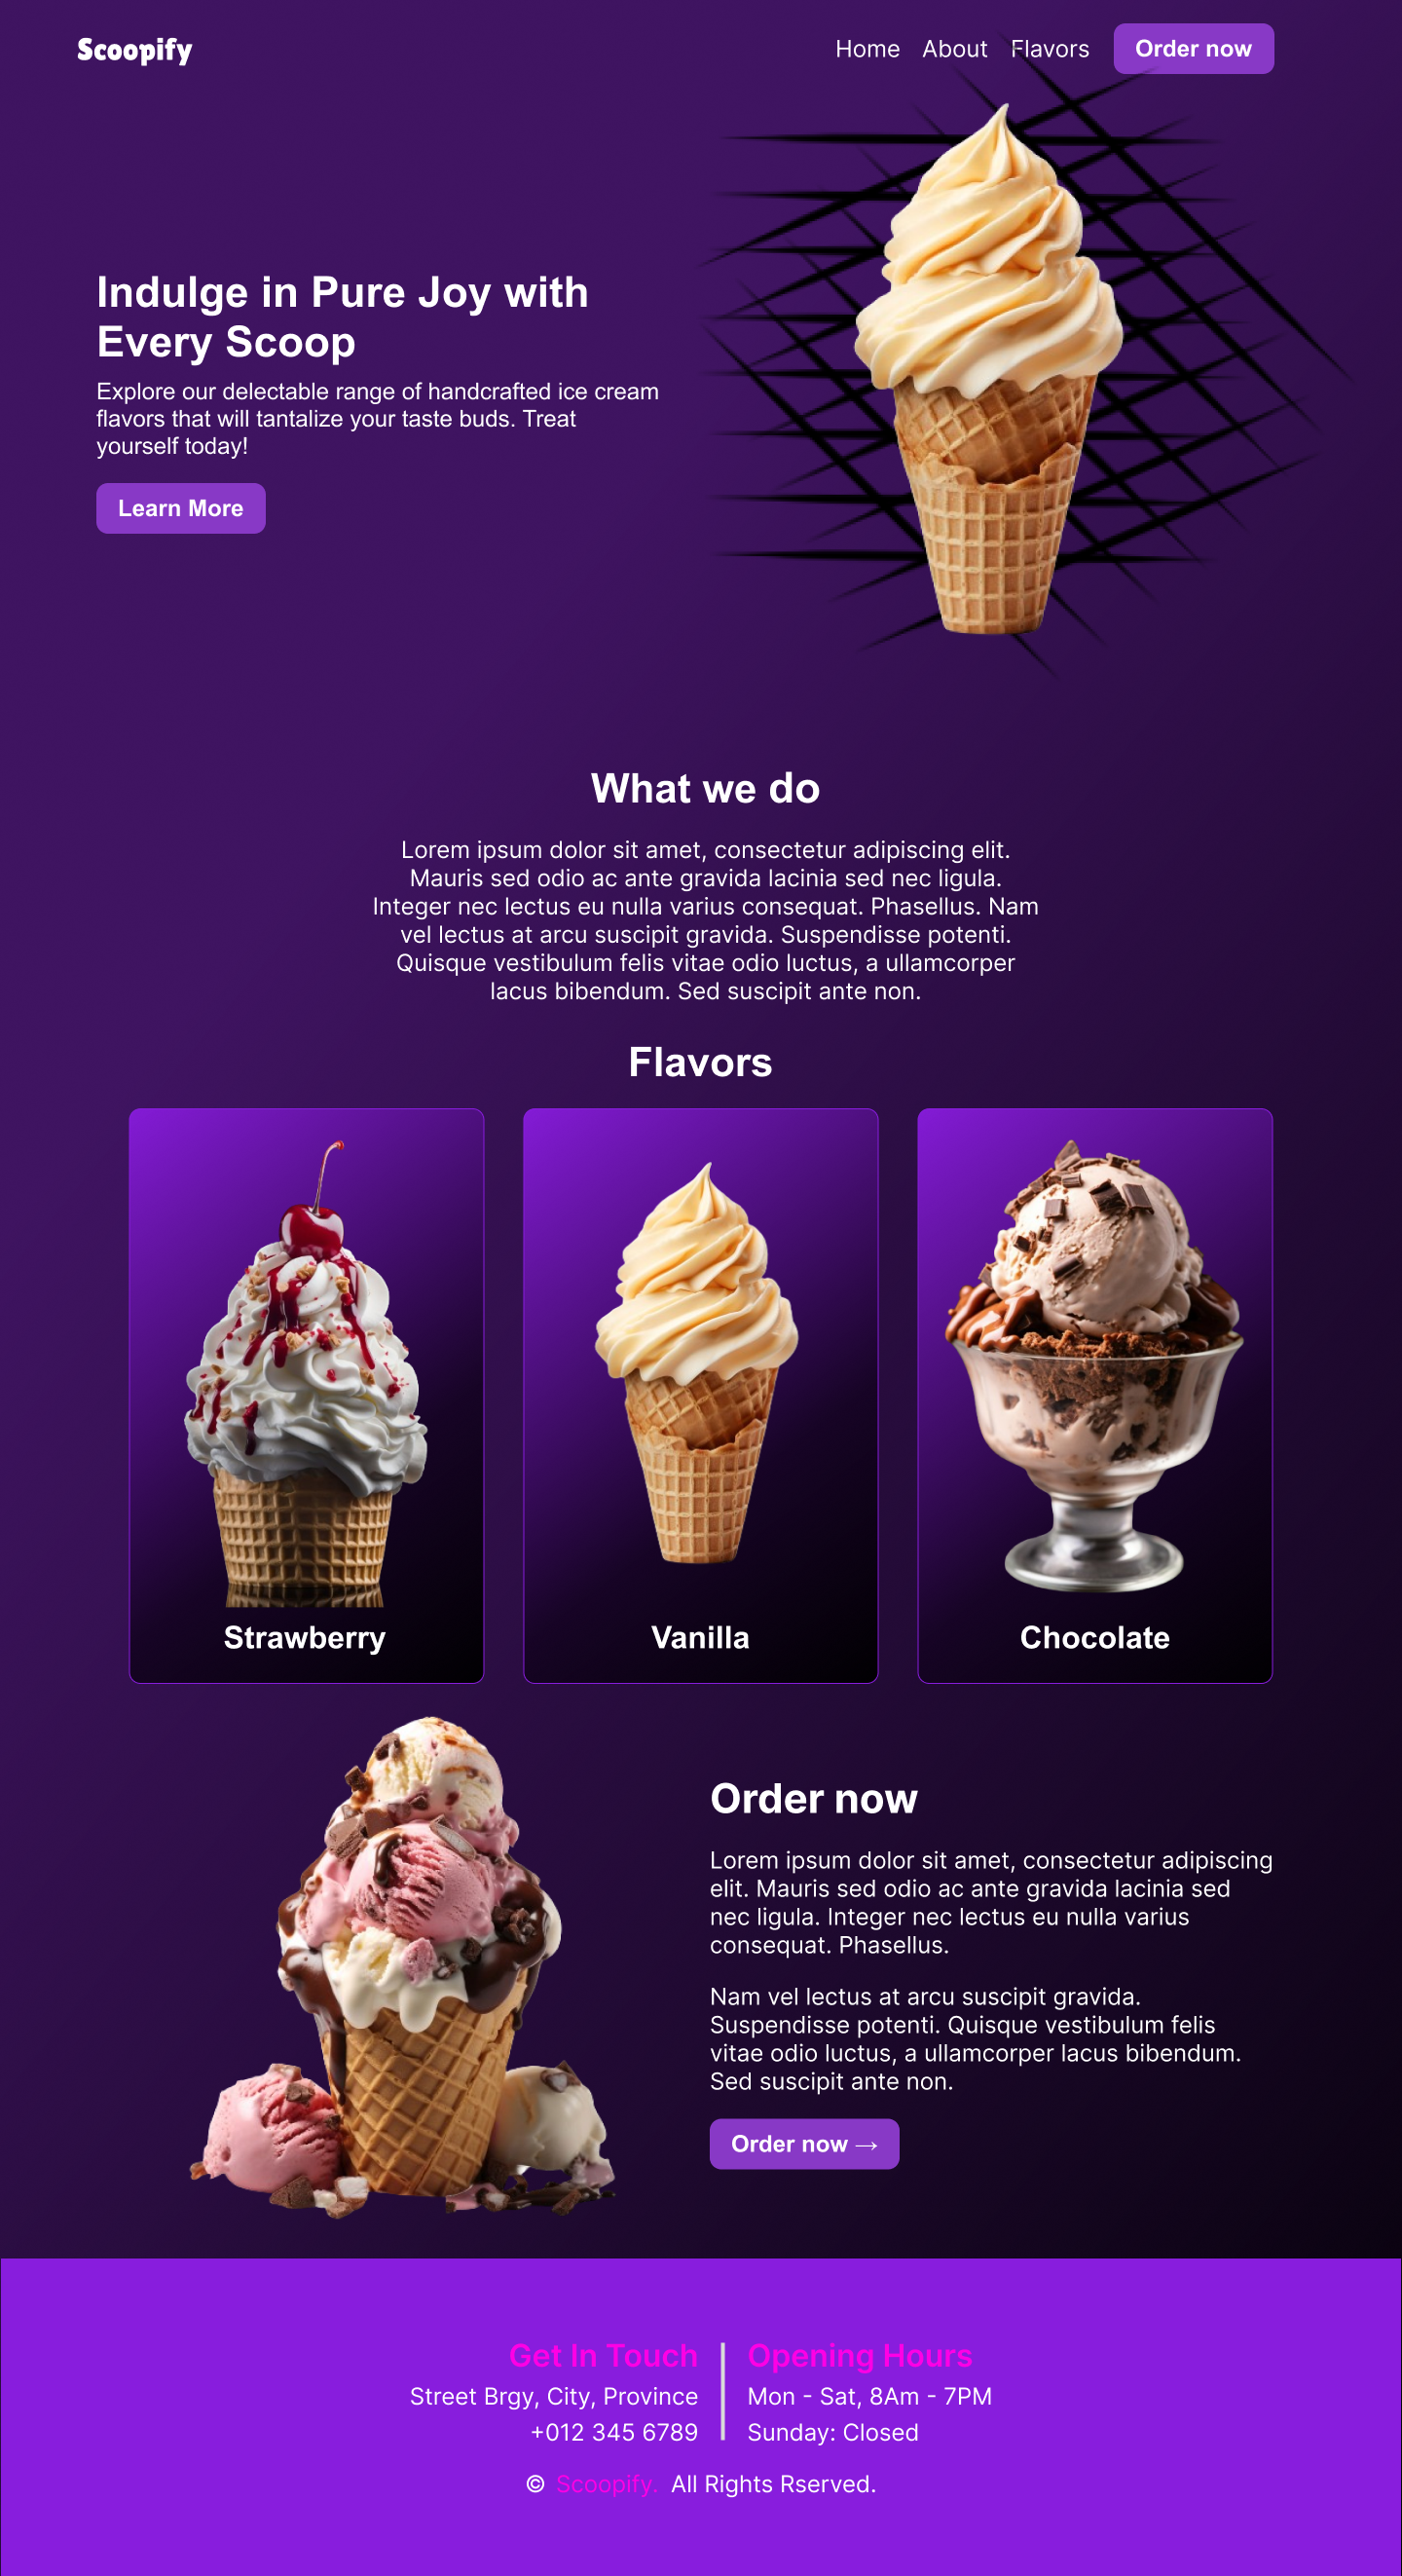 Scoopify
Home About Flavors Order now
Indulge in Pure Joy with
Every Scoop
Explore our delectable range of handcrafted ice cream
flavors that will tantalize your taste buds. Treat
yourself today!
Learn More
What we do
Lorem ipsum dolor sit amet, consectetur adipiscing elit.
Mauris sed odio ac ante gravida lacinia sed nec ligula.
Integer nec lectus eu nulla varius consequat. Phasellus. Nam
vel lectus at arcu suscipit gravida. Suspendisse potenti.
Quisque vestibulum felis vitae odio luctus, a ullamcorper
lacus bibendum. Sed suscipit ante non.
Flavors
Strawberry
Vanilla
Chocolate
Order now
Lorem ipsum dolor sit amet, consectetur adipiscing
elit. Mauris sed odio ac ante gravida lacinia sed
nec ligula. Integer nec lectus eu nulla varius
consequat. Phasellus.
Nam vel lectus at arcu suscipit gravida.
Suspendisse potenti. Quisque vestibulum felis
vitae odio luctus, a ullamcorper lacus bibendum.
Sed suscipit ante non.
Order now →
Get In Touch
Street Brgy, City, Province
+012 345 6789
Opening Hours
Mon - Sat, 8Am - 7PM
Sunday: Closed
© Scoopify. All Rights Rserved.